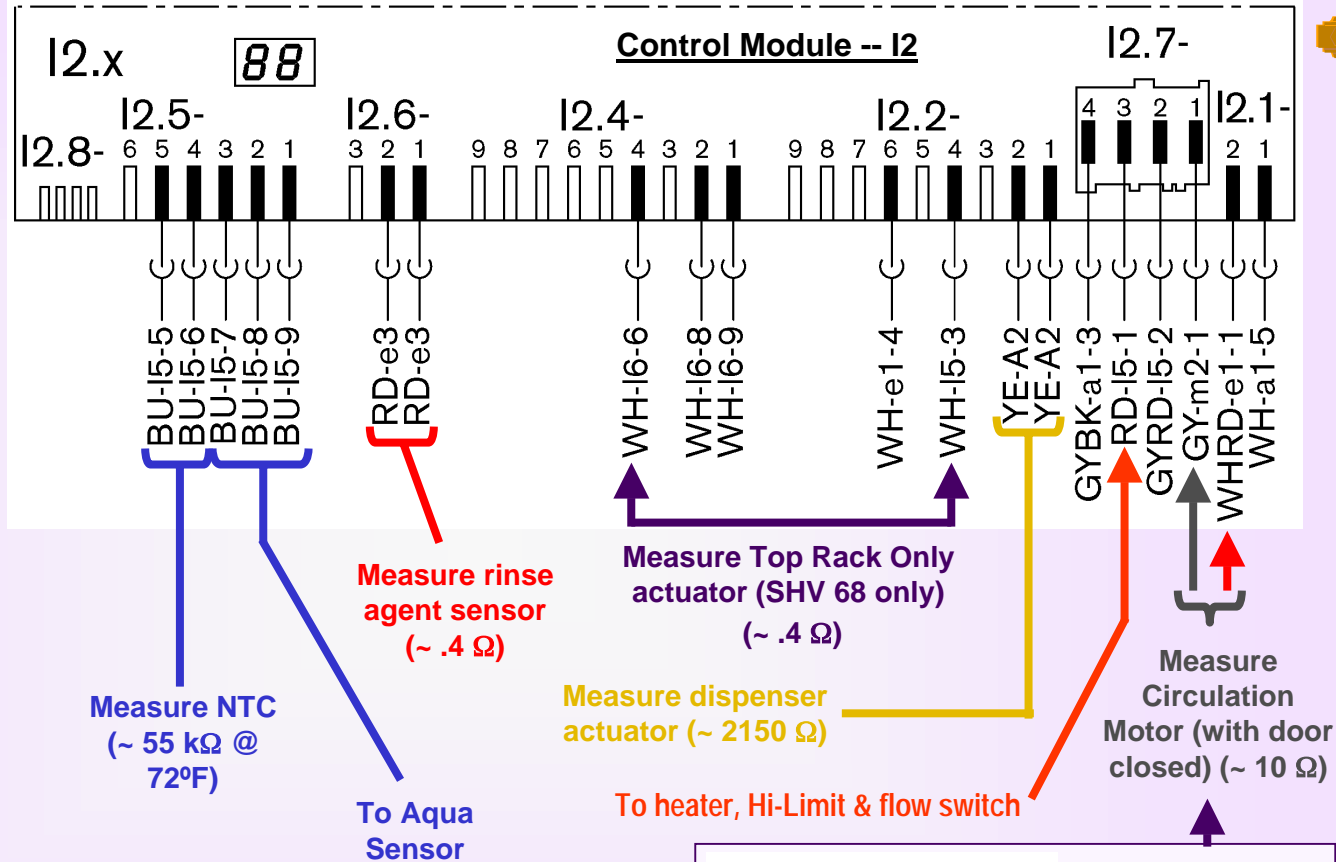 Control Module -- I2
I2.x
88
I2.7-
I2.8-
I2.5-
I2.6-
I2.4-
I2.2-
I2.1-
6 5 4 3 2 1
3 2 1
9 8 7 6 5 4 3 2 1
9 8 7 6 5 4 3 2 1
4 3 2 1
2 1
BU-I5-5
BU-I5-6
BU-I5-7
BU-I5-8
BU-I5-9
RD-e3
RD-e3
WH-I6-6
WH-I6-8
WH-I6-9
WH-e1-4
WH-I5-3
YE-A2
YE-A2
GYBK-a1-3
RD-I5-1
GYRD-I5-2
GY-m2-1
WHRD-e1-1
WH-a1-5
Measure NTC
(~ 55 kΩ @
72ºF)
To Aqua
Sensor
Measure rinse
agent sensor
(~ .4 Ω)
Measure Top Rack Only
actuator (SHV 68 only)
(~ .4 Ω)
Measure dispenser
actuator (~ 2150 Ω)
To heater, Hi-Limit & flow switch
Measure
Circulation
Motor (with door
closed) (~ 10 Ω)